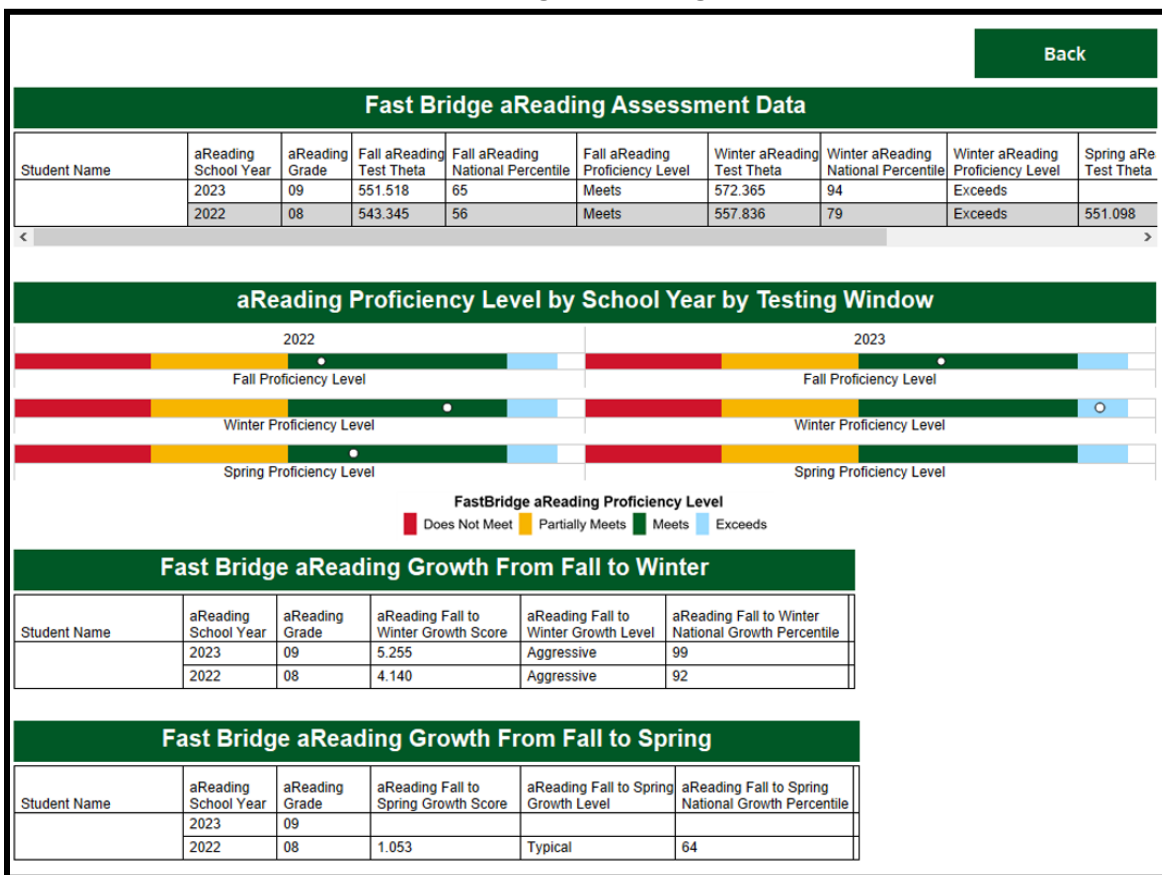 Back
Fast Bridge aReading Assessment Data
Student Name	aReading School Year	aReading Grade	Fall aReading Test Theta	Fall aReading National Percentile	Fall aReading Proficiency Level	Winter aReading Test Theta	Winter aReading National Percentile	Winter aReading Proficiency Level	Spring aRe Test Theta
2023	09	551.518	65	Meets	572.365	94	Exceeds
2022	08	543.345	56	Meets	557.836	79	Exceeds	551.098
aReading Proficiency Level by School Year by Testing Window
2022	2023
Fall Proficiency Level	Fall Proficiency Level
Winter Proficiency Level	Winter Proficiency Level
Spring Proficiency Level	Spring Proficiency Level
FastBridge aReading Proficiency Level
Does Not Meet	Partially Meets	Meets	Exceeds
Fast Bridge aReading Growth From Fall to Winter
Student Name	aReading School Year	aReading Grade	aReading Fall to Winter Growth Score	aReading Fall to Winter Growth Level	aReading Fall to Winter National Growth Percentile
2023	09	5.255	Aggressive	99
2022	08	4.140	Aggressive	92
Fast Bridge aReading Growth From Fall to Spring
Student Name	aReading School Year	aReading Grade	aReading Fall to Spring Growth Score	aReading Fall to Spring Growth Level	aReading Fall to Spring National Growth Percentile
2023	09
2022	08	1.053	Typical	64